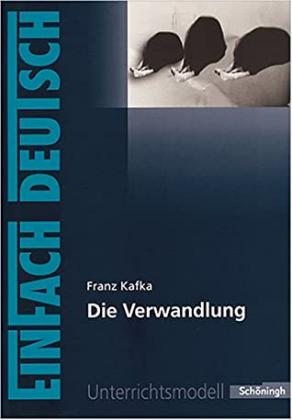 EINFACH DEUTSCH
Franz Kafka
Die Verwandlung
Unterrichtsmodell
Schöningh